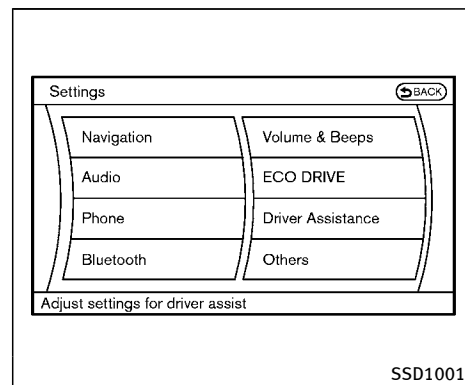 Settings
BACK
Navigation
Volume & Beeps
Audio
ECO DRIVE
Phone
Driver Assistance
Bluetooth
Others
Adjust settings for driver assist
SSD1001